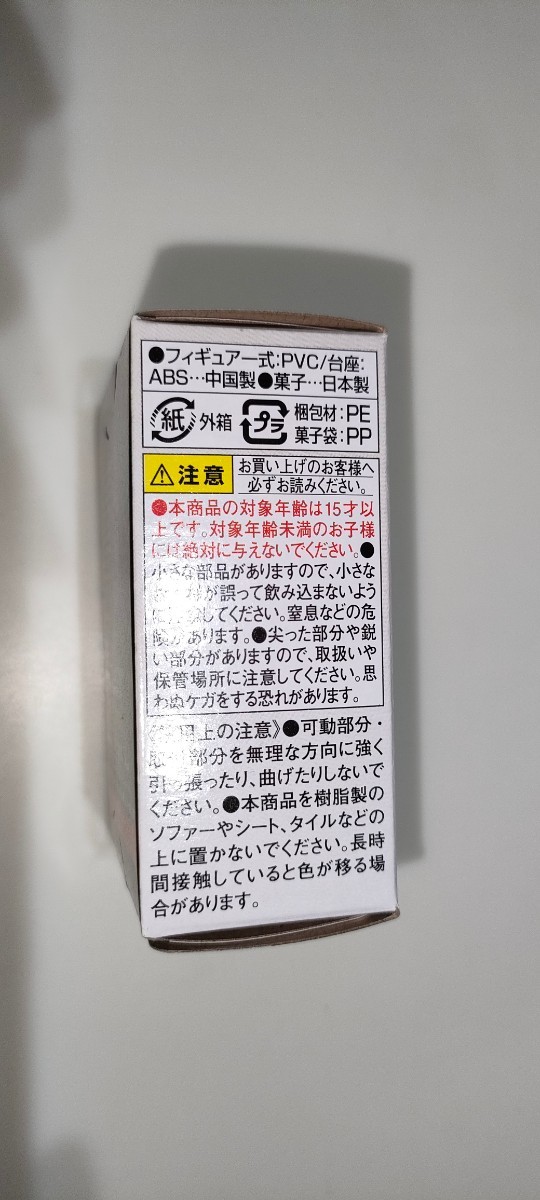 ●フィギュア一式:PVC/台座:
ABS…中国製●菓子…日本製
紙 外箱 プラ 梱包材:PE
菓子袋:PP
注意 お買い上げのお客様へ
必ずお読みください。
●本商品の対象年齢は15才以
上です。対象年齢未満のお子様
には絶対に与えないでください。●
小さな部品がありますので、小さな
が誤って飲み込まないよう
してください。窒息などの危
険があります。●尖った部分や鋭
い部分がありますので、取扱いや
保管場所に注意してください。思
わぬケガをする恐れがあります。
用上の注意》●可動部分・
取 部分を無理な方向に強く
引っ張ったり、曲げたりしないで
ください。●本商品を樹脂製の
ソファーやシート、タイルなどの
上に置かないでください。長時
間接触していると色が移る場
合があります。